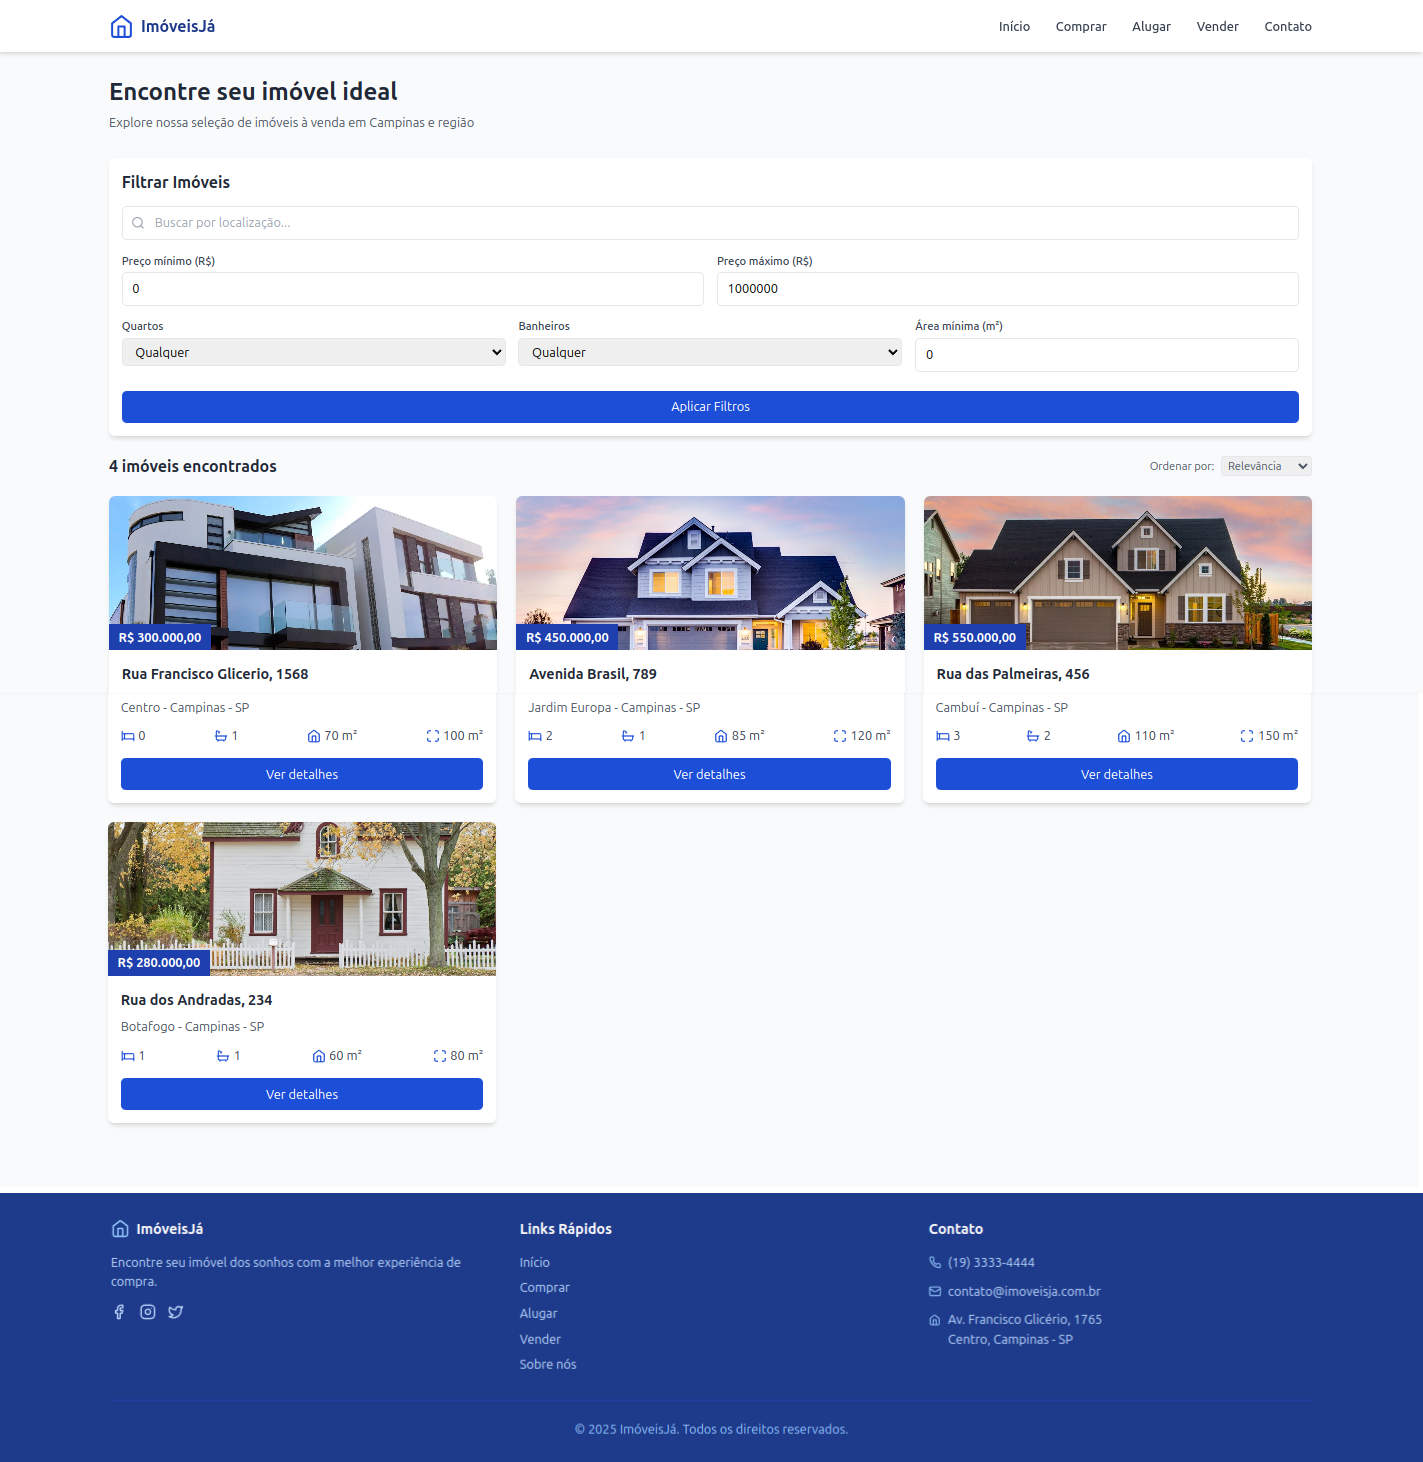 ImóveisJá
Início Comprar Alugar Vender Contato
Encontre seu imóvel ideal
Explore nossa seleção de imóveis à venda em Campinas e região
Filtrar Imóveis
Buscar por localização...
Preço mínimo (R$) Preço máximo (R$)
0 1000000
Quartos Banheiros Área mínima (m²)
Qualquer Qualquer 0
Aplicar Filtros
4 imóveis encontrados
Ordenar por: Relevância
R$ 300.000,00 R$ 450.000,00 R$ 550.000,00
Rua Francisco Glicerio, 1568 Avenida Brasil, 789 Rua das Palmeiras, 456
Centro - Campinas - SP Jardim Europa - Campinas - SP Cambuí - Campinas - SP
0 1 70 m² 100 m² 2 1 85 m² 120 m² 3 2 110 m² 150 m²
Ver detalhes Ver detalhes Ver detalhes
R$ 280.000,00
Rua dos Andradas, 234
Botafogo - Campinas - SP
1 1 60 m² 80 m²
Ver detalhes
ImóveisJá
Encontre seu imóvel dos sonhos com a melhor experiência de
compra.
Links Rápidos
Início
Comprar
Alugar
Vender
Sobre nós
Contato
(19) 3333-4444
contato@imoveisja.com.br
Av. Francisco Glicério, 1765
Centro, Campinas - SP
© 2025 ImóveisJá. Todos os direitos reservados.